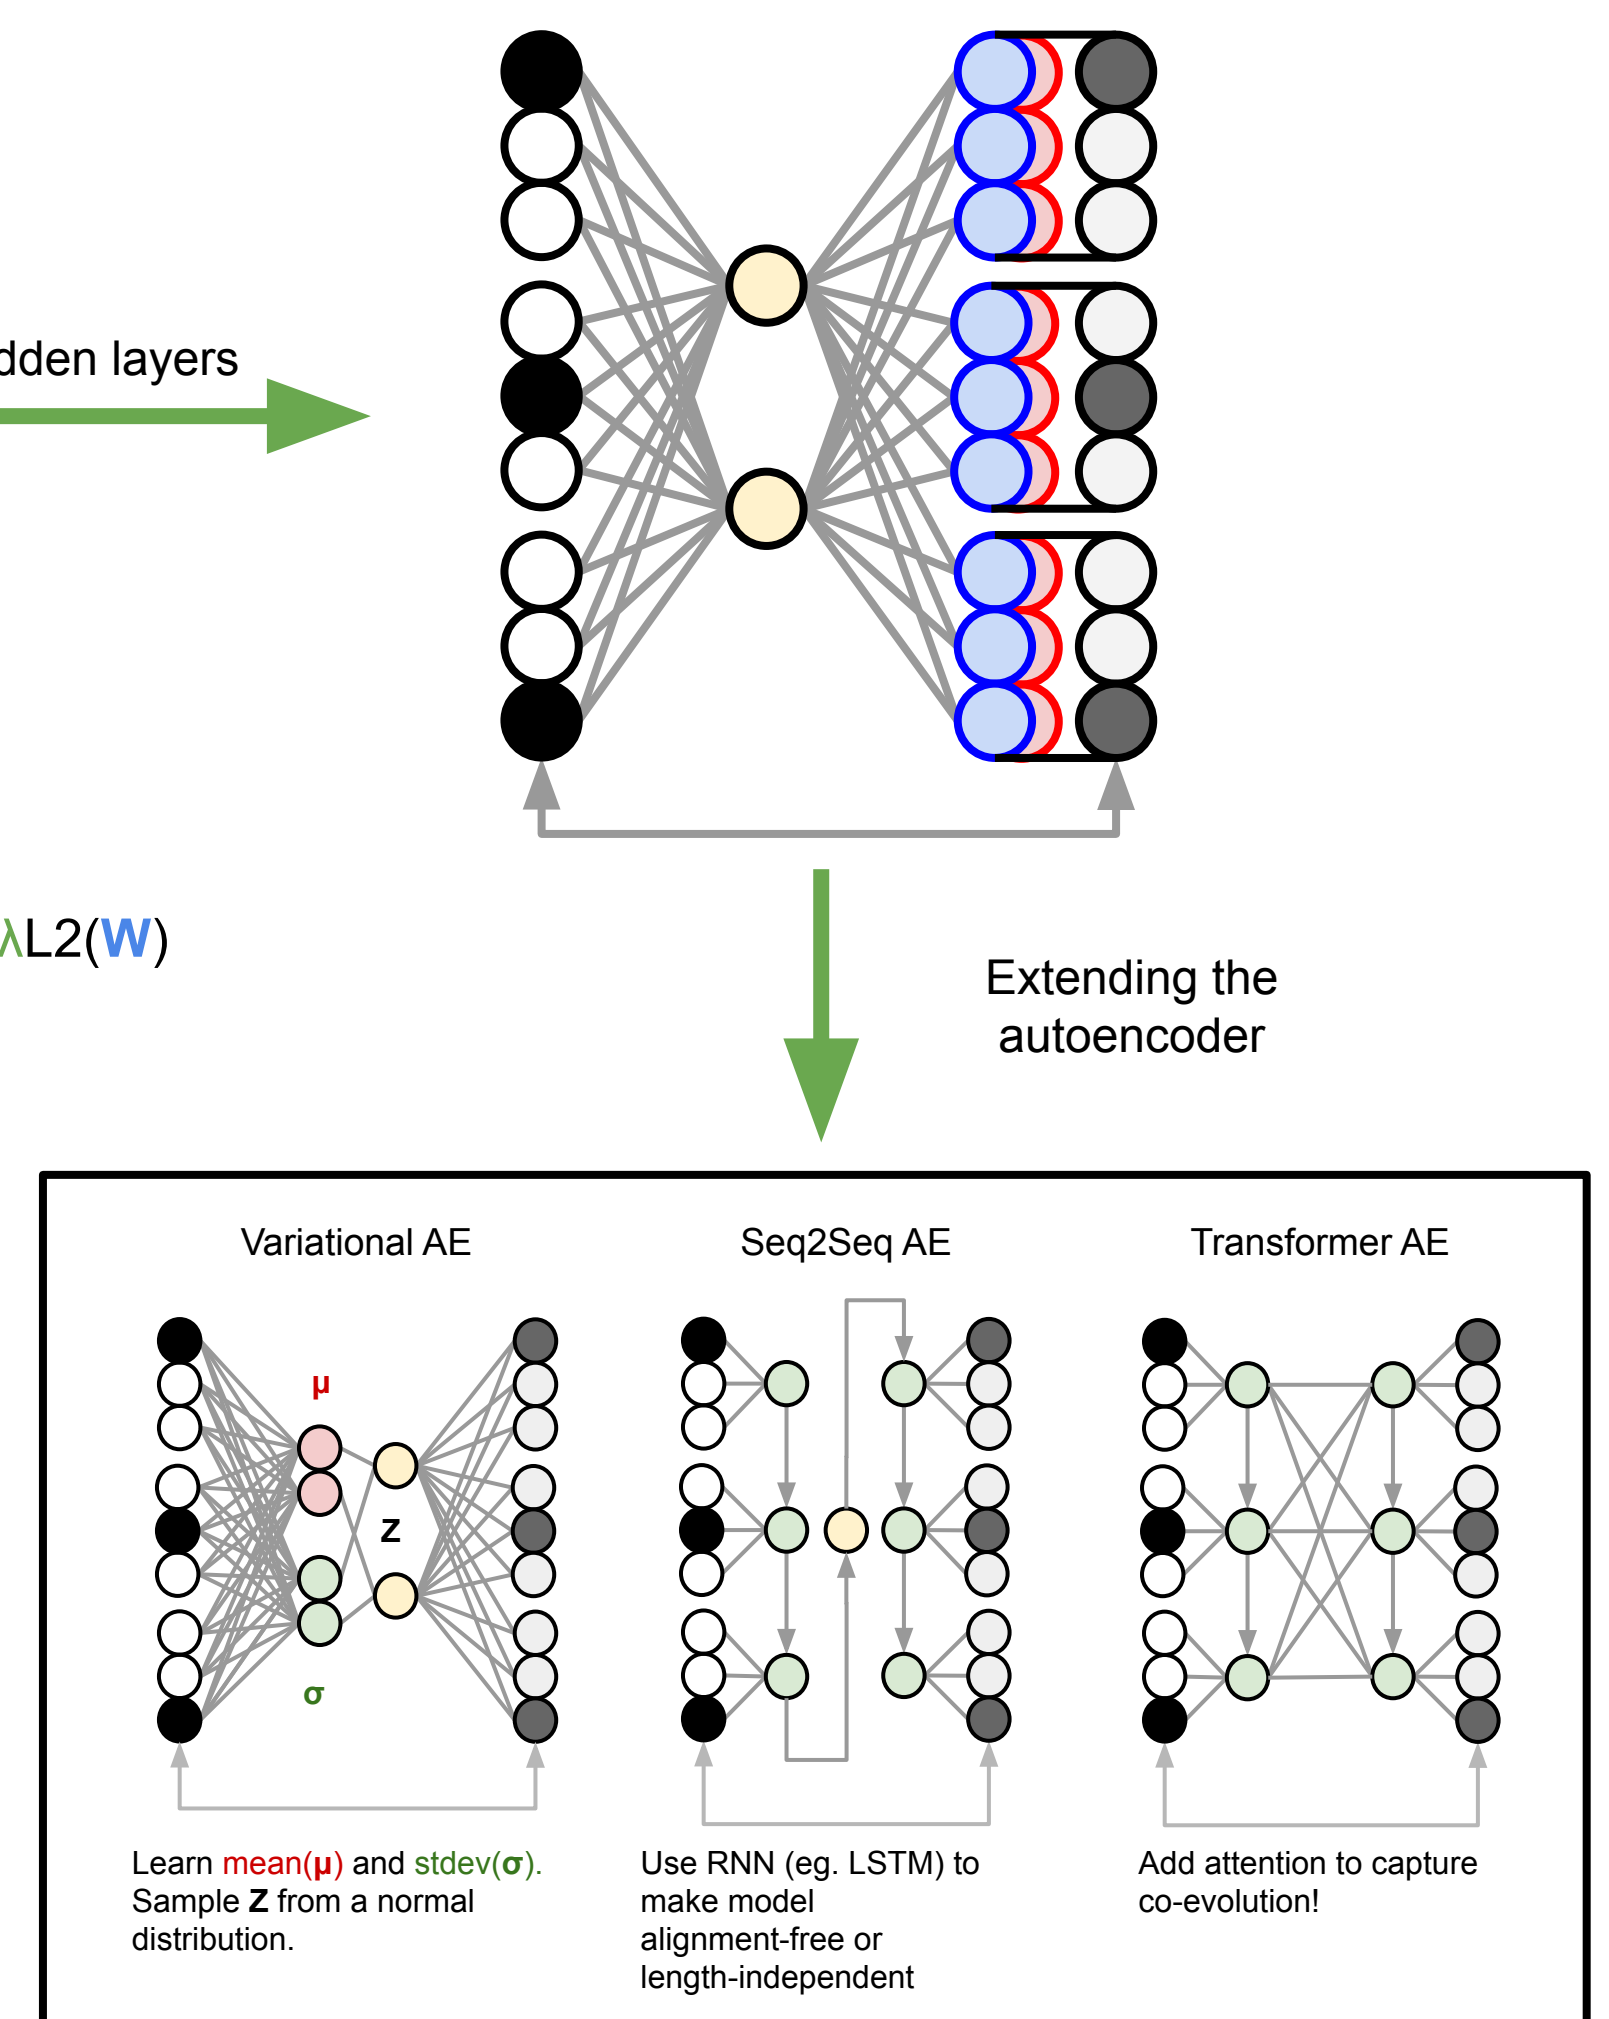 dden layers
λL2(W)
Extending the
autoencoder
Variational AE
Seq2Seq AE
Transformer AE
μ
Z
σ
Learn mean(μ) and stdev(σ).
Sample Z from a normal
distribution.
Use RNN (eg. LSTM) to
make model
alignment-free or
length-independent
Add attention to capture
co-evolution!